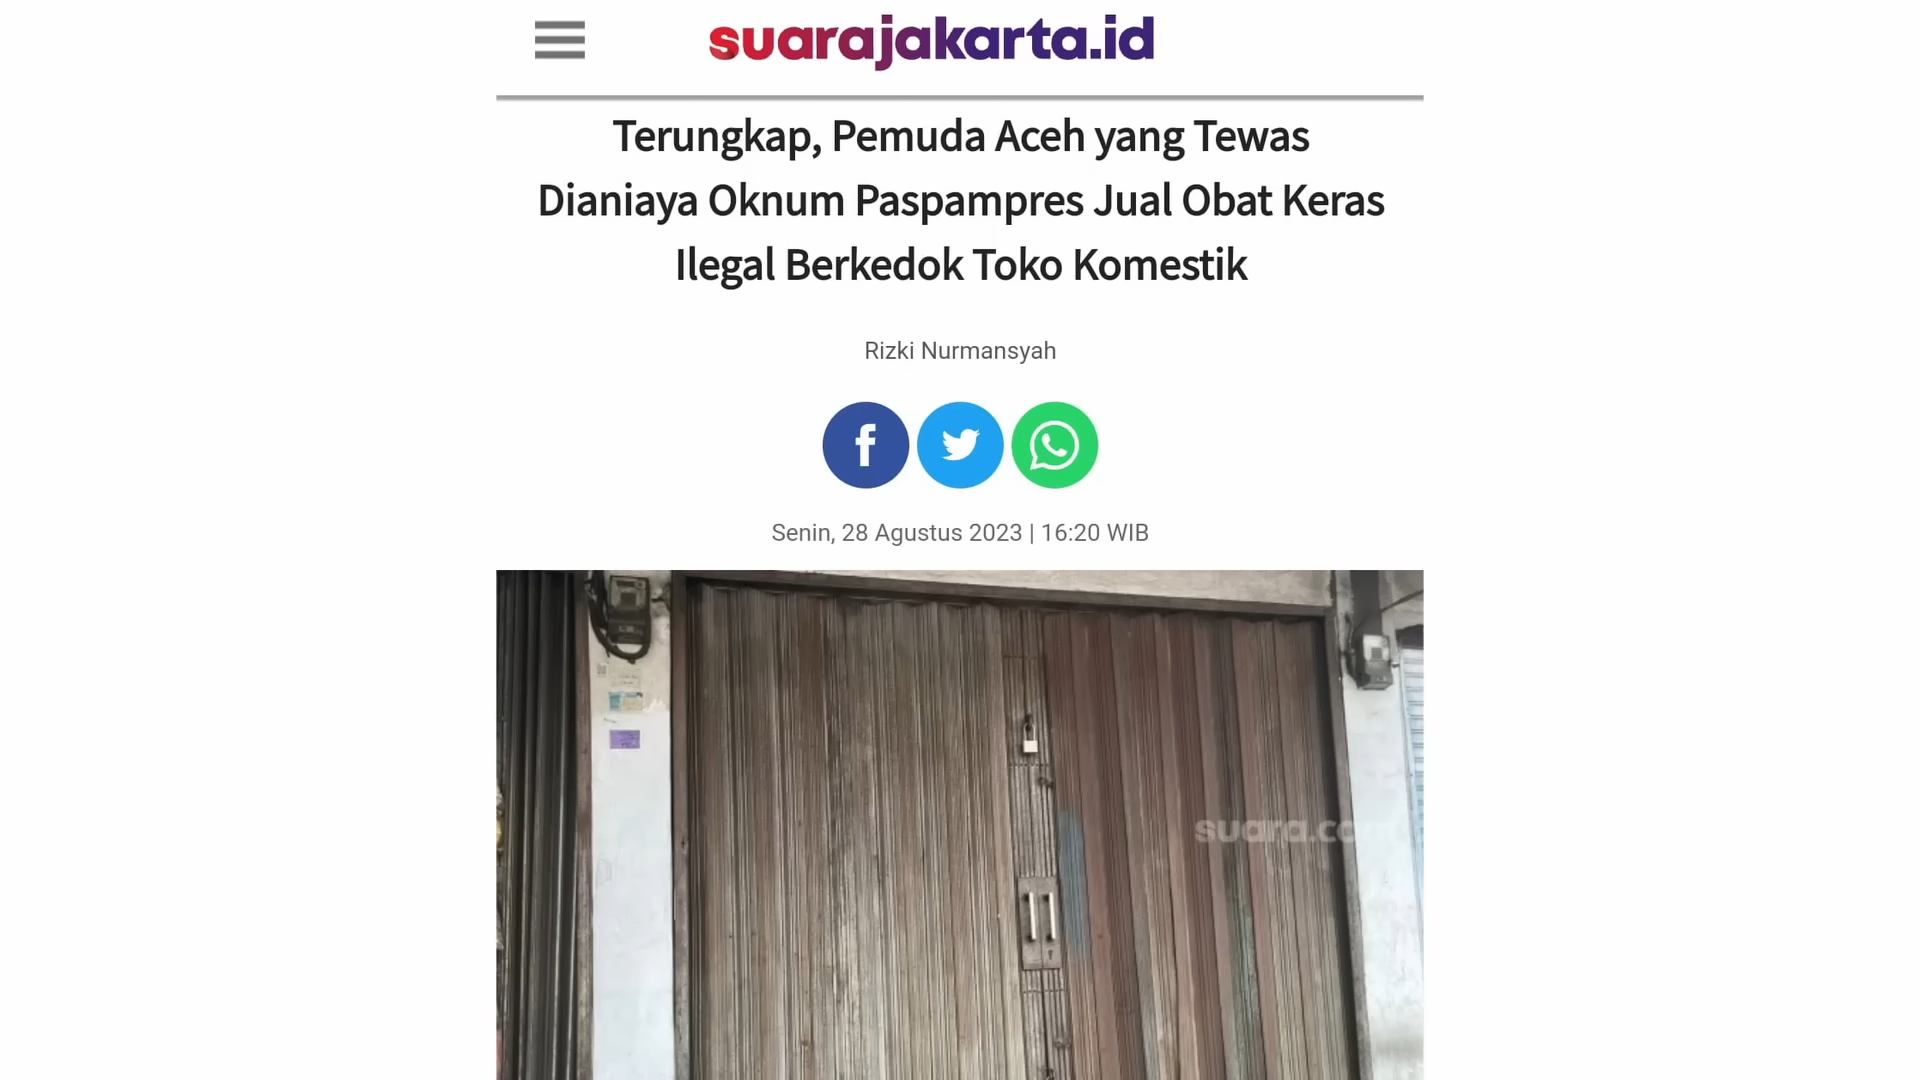 suarajakarta.id
Terungkap, Pemuda Aceh yang Tewas
Dianiaya Oknum Paspampres Jual Obat Keras
Ilegal Berkedok Toko Komestik
Rizki Nurmansyah
Senin, 28 Agustus 2023 | 16:20 WIB